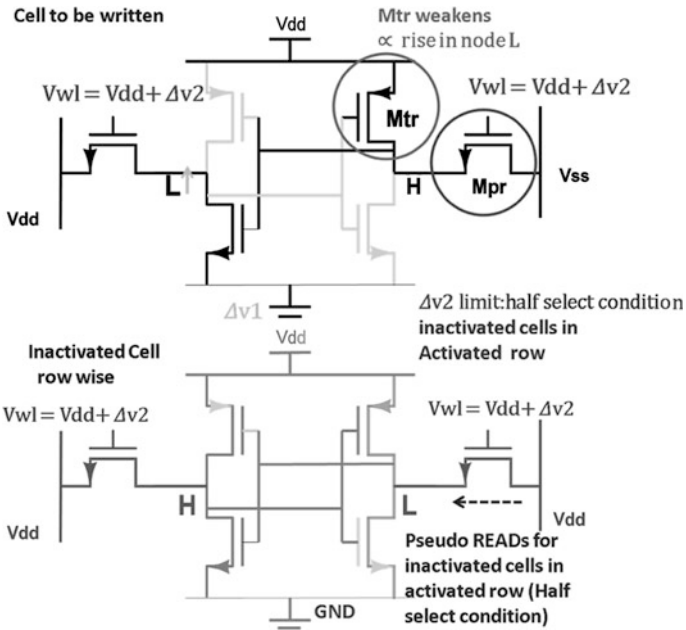 Cell to be written
Vdd
Mtr weakens
∝ rise in node L
Vwl = Vdd + Δv2
Vwl = Vdd + Δv2
Mtr
L
H
Mpr
Vss
Vdd
Δv1
Δv2 limit:half select condition
inactivated cells in
Activated row
Vdd
Inactivated Cell
row wise
Vwl = Vdd + Δv2
Vwl = Vdd + Δv2
H
L
Vdd
Vdd
Pseudo READs for
inactivated cells in
activated row (Half
select condition)
GND